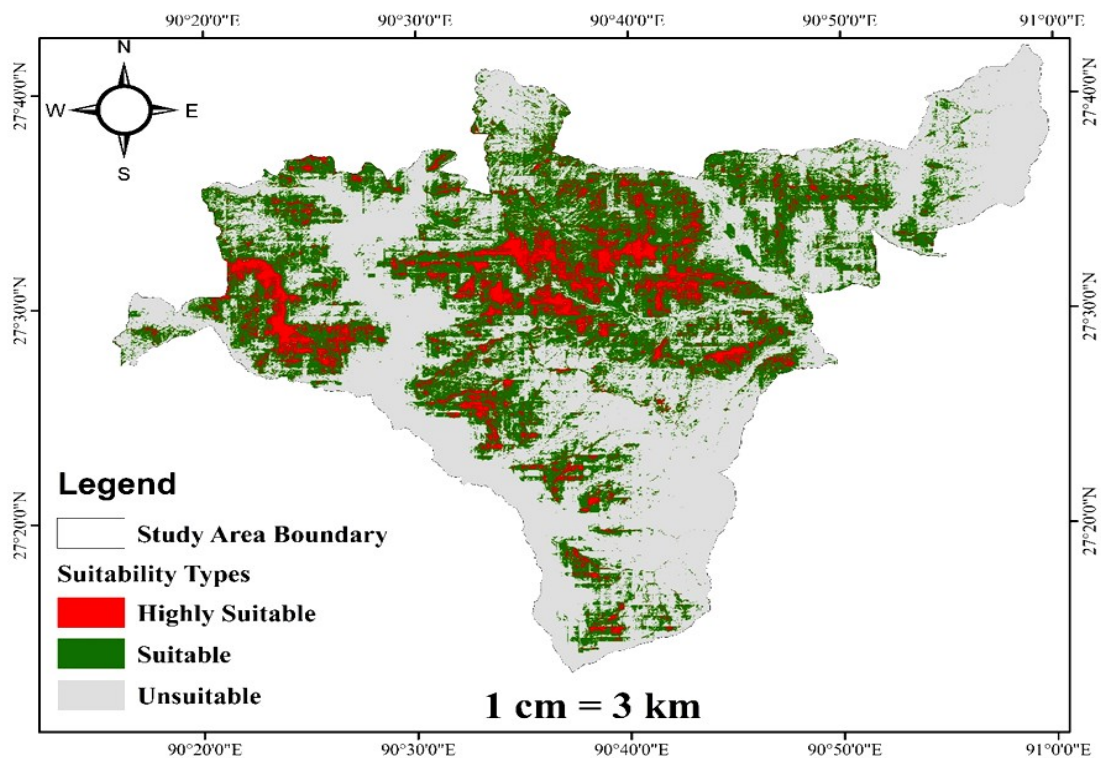 90°20'0"E 90°30'0"E 90°40'0"E 90°50'0"E 91°0'0"E
N
W E
S
27°40'0"N 27°40'0"N
27°30'0"N 27°30'0"N
27°20'0"N 27°20'0"N
Legend
Study Area Boundary
Suitability Types
Highly Suitable
Suitable
Unsuitable
1 cm = 3 km
90°20'0"E 90°30'0"E 90°40'0"E 90°50'0"E 91°0'0"E